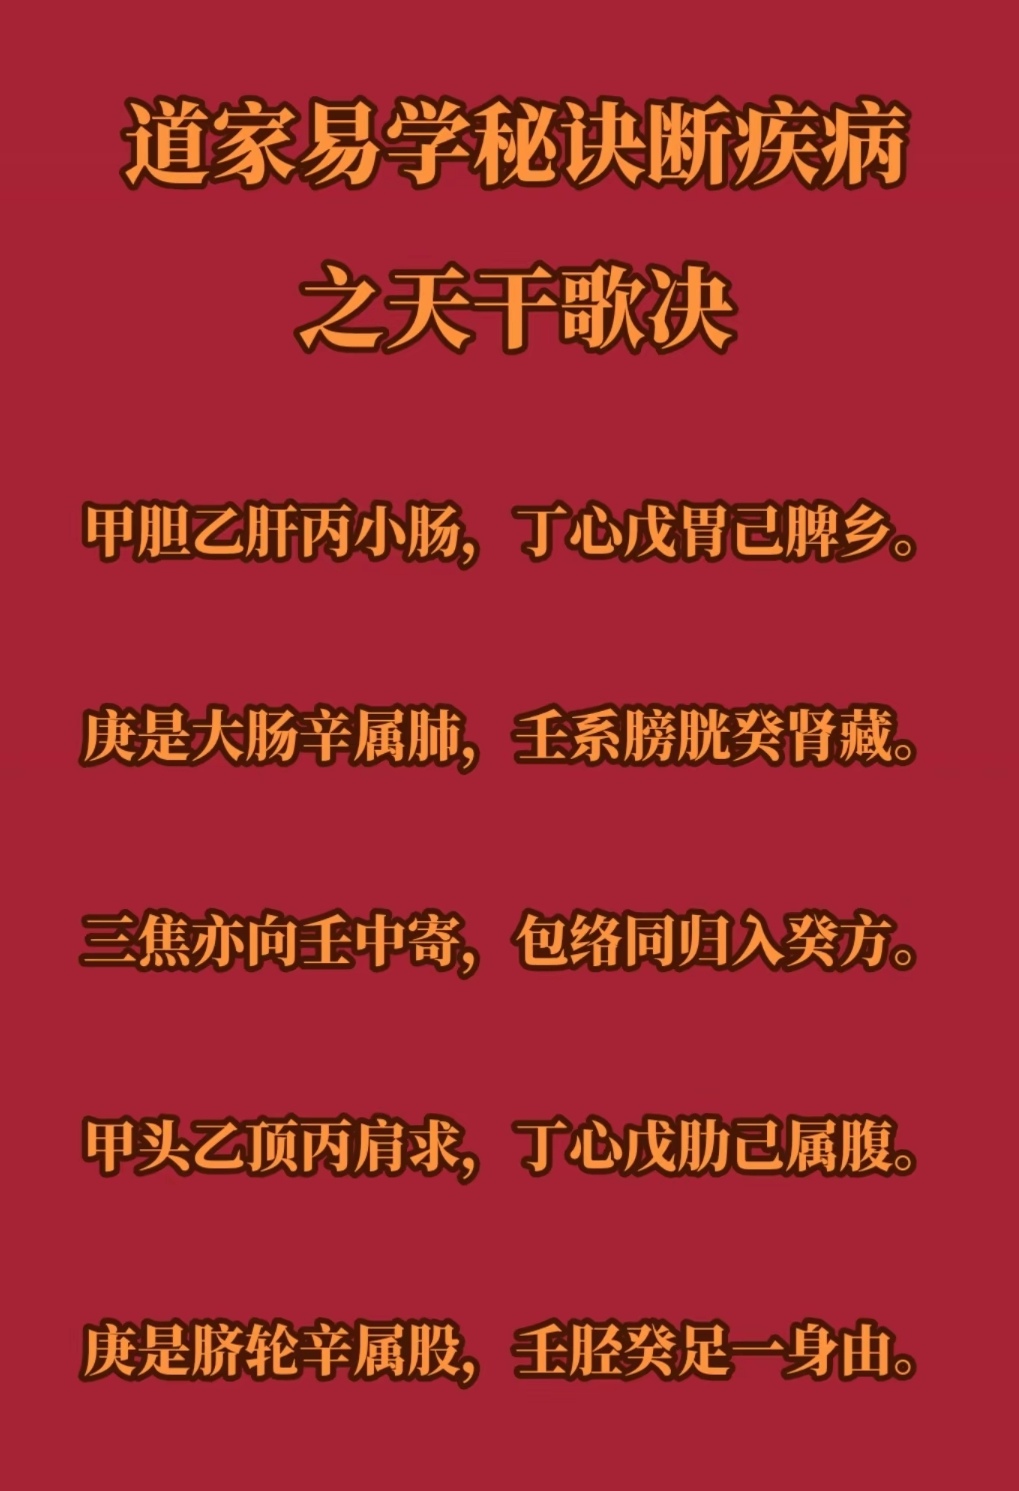 道家易学秘诀断疾病
之天干歌决
甲胆乙肝丙小肠，丁心戊胃己脾乡。
庚是大肠辛属肺，壬系膀胱癸肾藏。
三焦亦向壬中寄，包络同归入癸方。
甲头乙顶丙肩求，丁心戊肋己属腹。
庚是脐轮辛属股，壬胫癸足一身由。